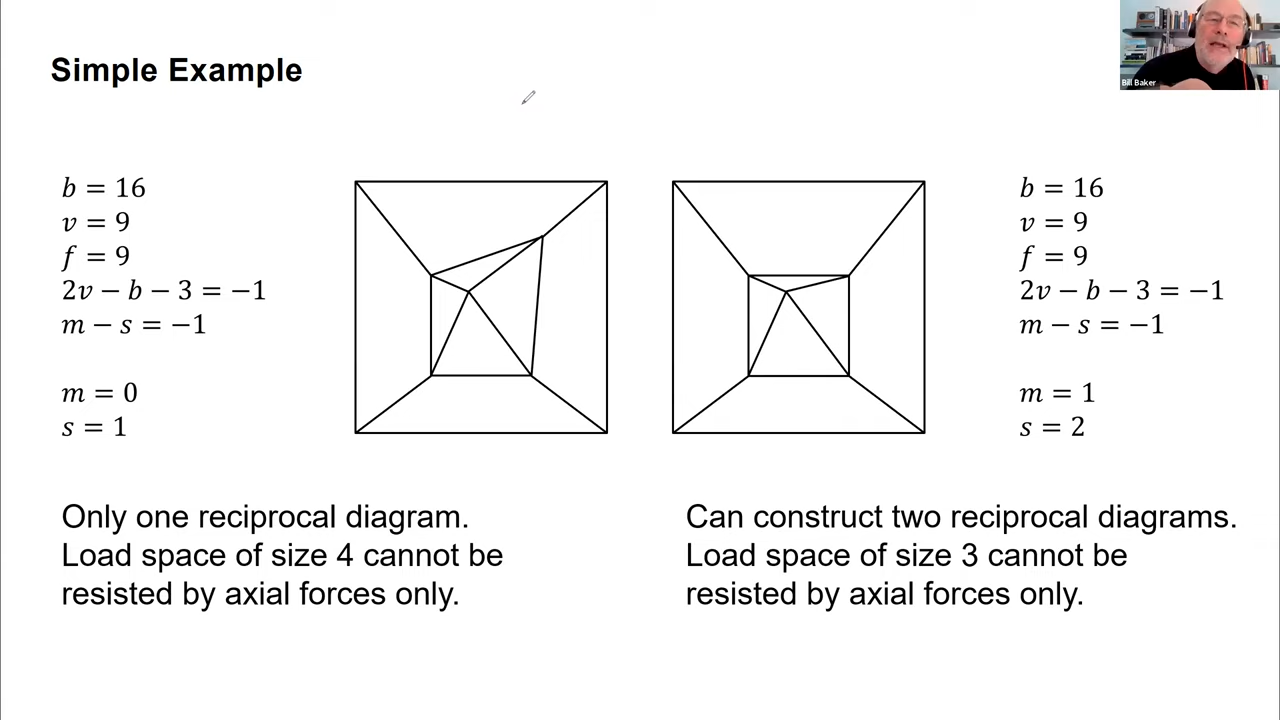 Simple Example
Bill Baker
b = 16
v = 9
f = 9
2v − b − 3 = −1
m − s = −1
m = 0
s = 1
b = 16
v = 9
f = 9
2v − b − 3 = −1
m − s = −1
m = 1
s = 2
Only one reciprocal diagram.
Load space of size 4 cannot be
resisted by axial forces only.
Can construct two reciprocal diagrams.
Load space of size 3 cannot be
resisted by axial forces only.